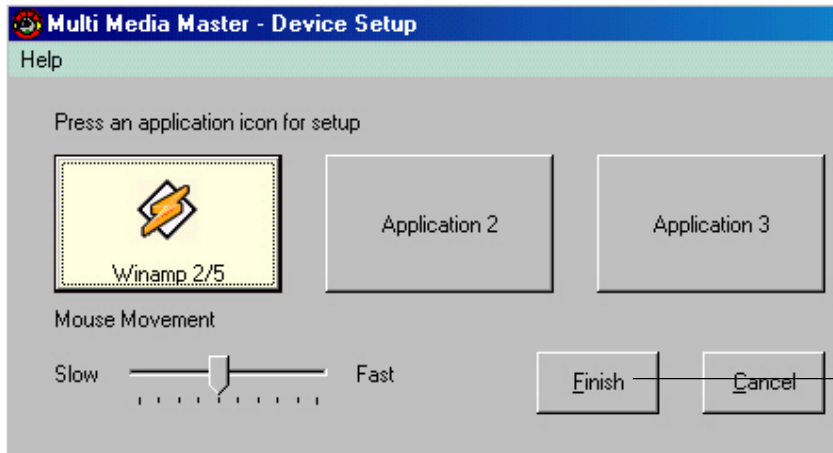 Multi Media Master - Device Setup
Help
Press an application icon for setup
Winamp 2/5
Application 2
Application 3
Mouse Movement
Slow
Fast
Finish
Cancel